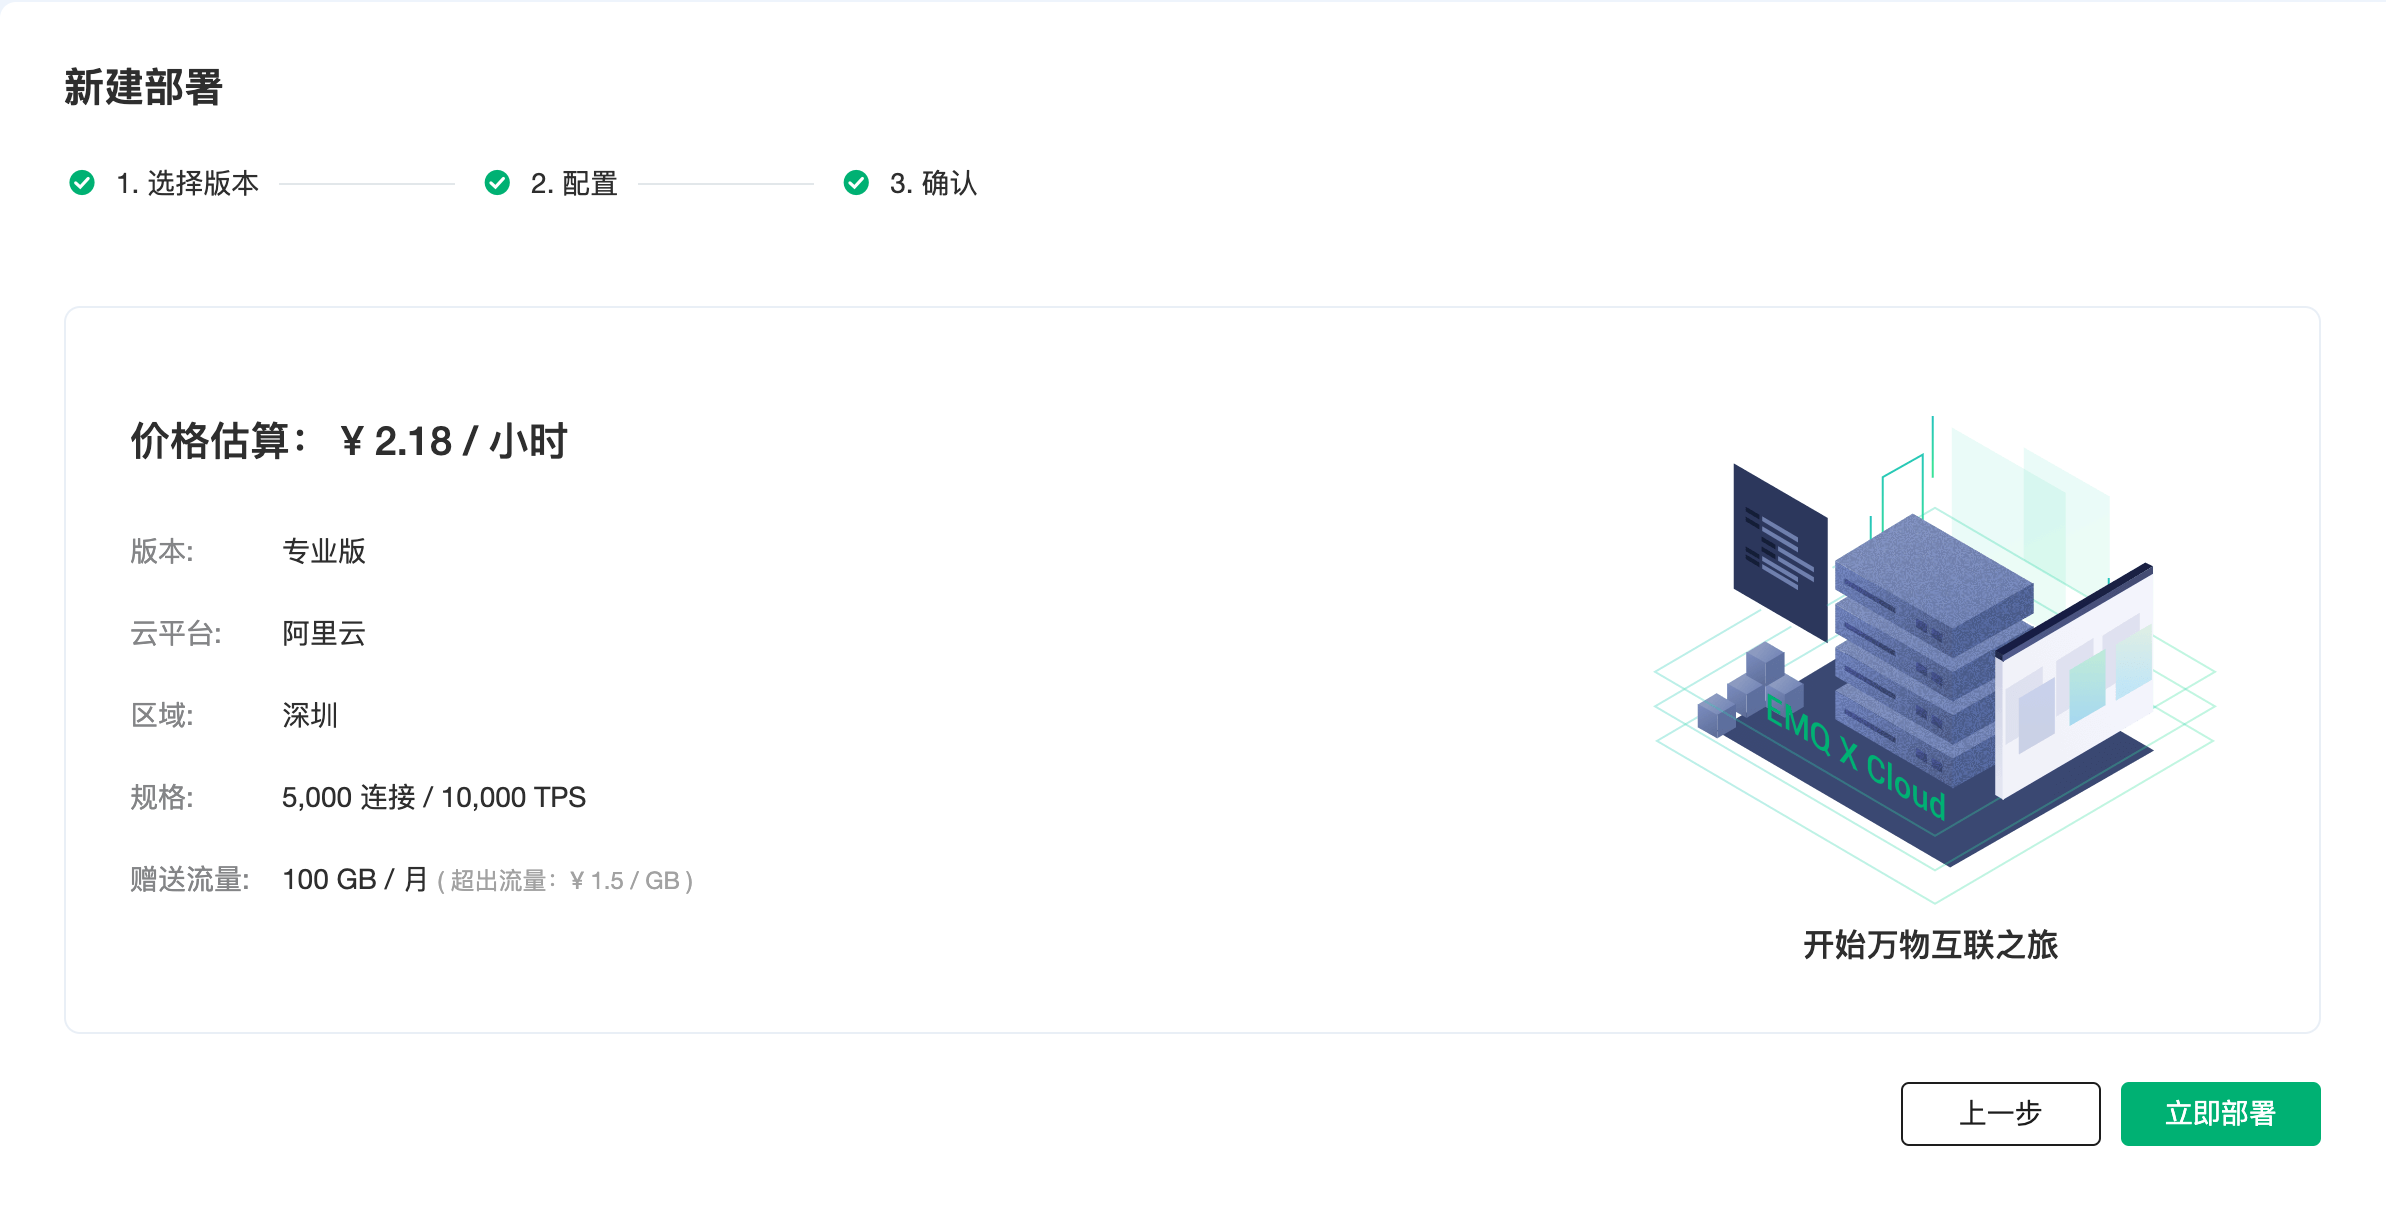 新建部署
1. 选择版本
2. 配置
3. 确认
价格估算： ¥ 2.18 / 小时
版本: 专业版
云平台: 阿里云
区域: 深圳
规格: 5,000 连接 / 10,000 TPS
赠送流量: 100 GB / 月 ( 超出流量：¥ 1.5 / GB )
EMQ X Cloud
开始万物互联之旅
上一步
立即部署